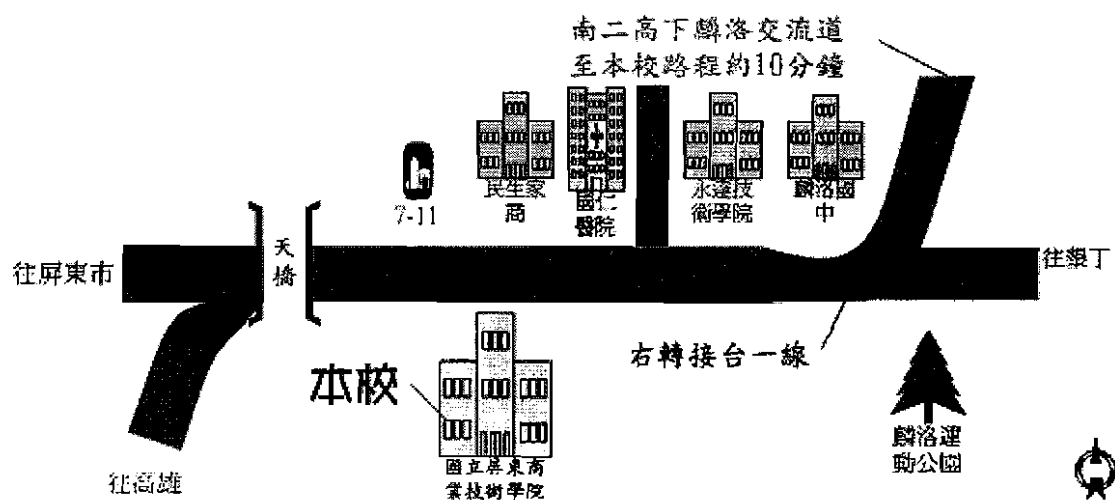 南二高下麟洛交流道
至本校路程約10分鐘
7-11
民生家
商
國仁
醫院
永達技
術學院
麟洛國
中
天
橋
往屏東市
往墾丁
右轉接台一線
本校
國立屏東商
業技術學院
麟洛運
動公園
往高雄